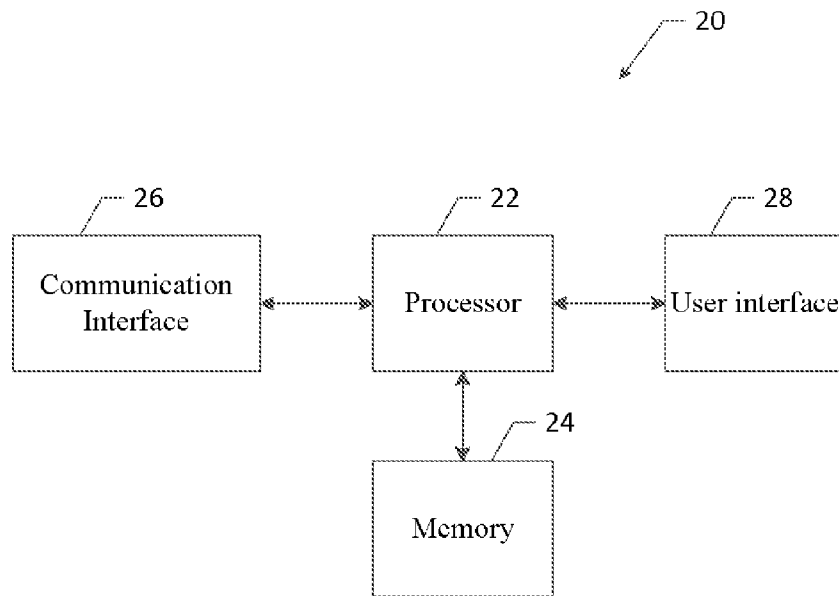 20
26
22
28
Communication
Interface
Processor
User interface
24
Memory